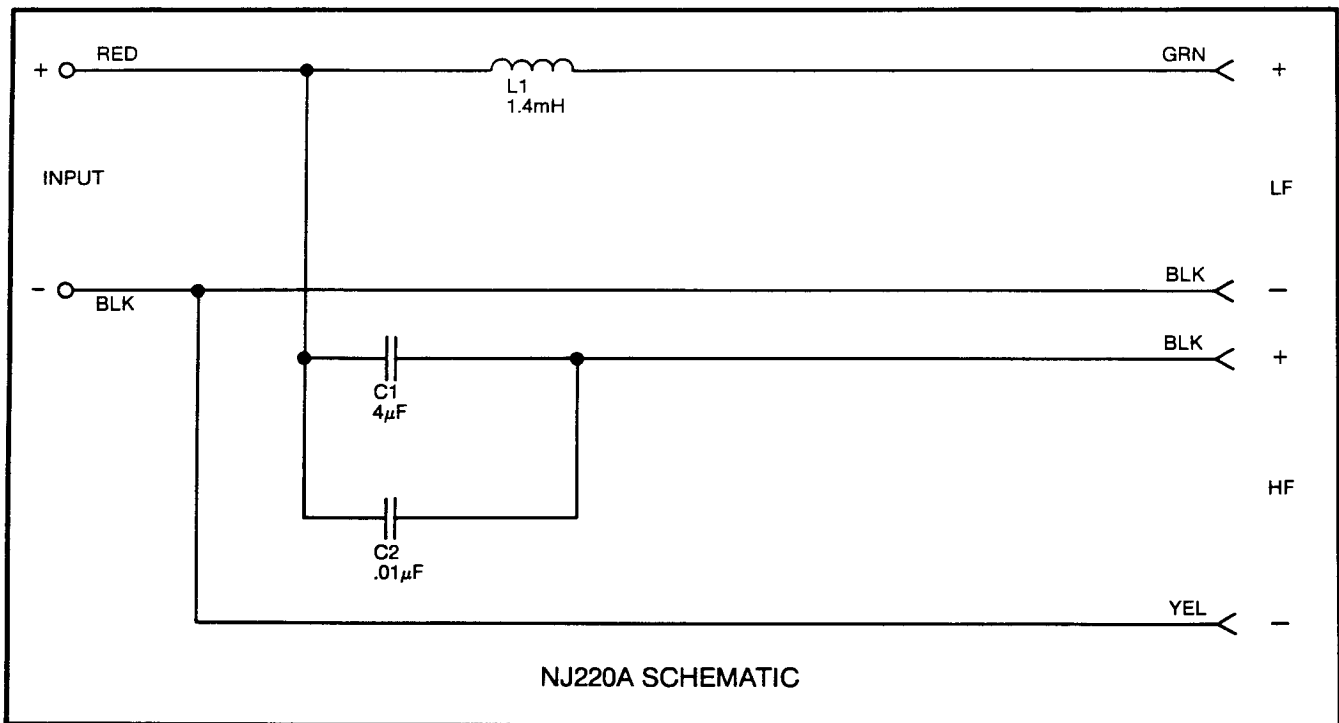 RED
GRN
+
+
L1
1.4mH
INPUT
LF
−
BLK
BLK
−
BLK
+
C1
4µF
HF
C2
.01µF
YEL
−
NJ220A SCHEMATIC